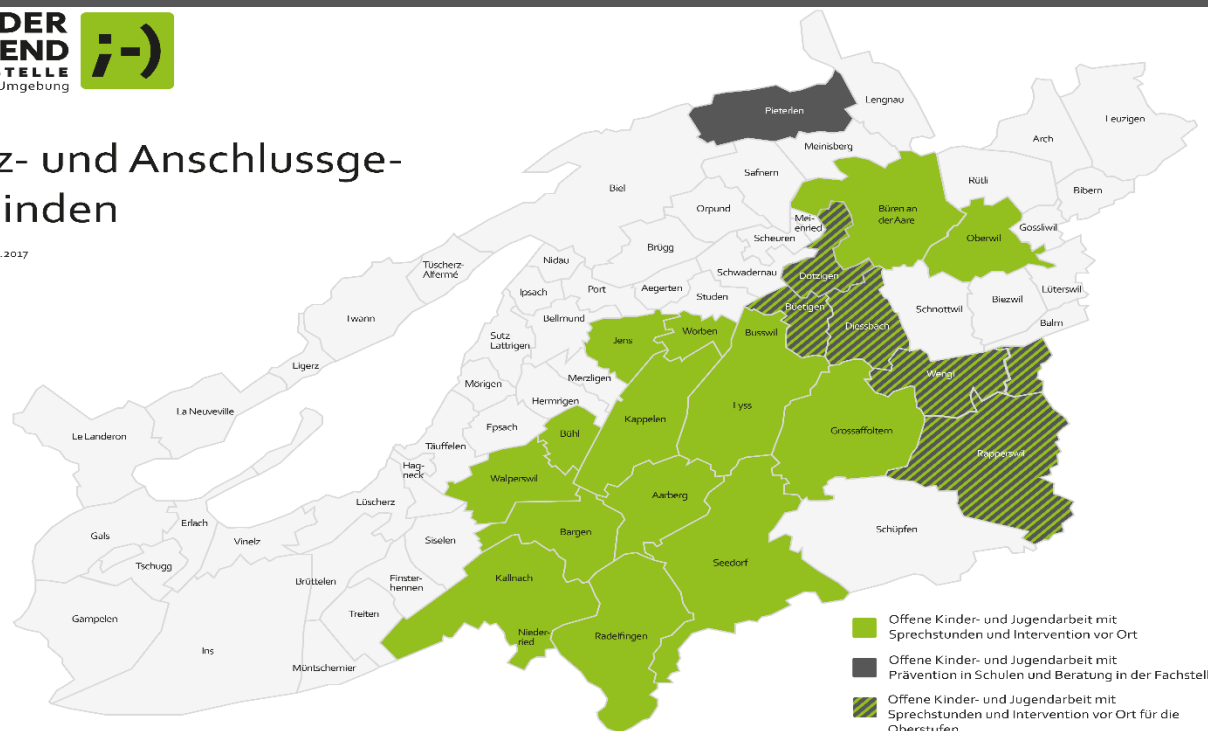 DER
END
STELLE
Umgebung
;-)
z- und Anschlussge-
inden
.2017
Pieterlen
Lengnau
Leuzigen
Arch
Meinisberg
Safnern
Rütli
Bibern
Biel
Orpund
Mei-
enried
Büren an
der Aare
Gossliwil
Oberwil
Scheuren
Brügg
Tüscherz-
Alfermé
Nidau
Schwadernau
Dotzigen
Ipsach
Port
Aegerten
Studen
Lüterswil
Biezwil
Schnottwil
Büetigen
Twann
Bellmund
Balm
Diessbach
Worben
Busswil
Jens
Sutz
Lattrigen
Ligerz
Wengi
Merzligen
Mörigen
Hermrigen
Lyss
La Neuveville
Kappelen
Epsach
Grossaffoltern
Bühl
Le Landeron
Täuffelen
Rapperswil
Hag-
neck
Walperswil
Aarberg
Lüscherz
Erlach
Schüpfen
Gals
Bargen
Vinelz
Siselen
Seedorf
Tschugg
Kallnach
Brüttelen
Finster-
hennen
Treiten
Gampelen
Nieder-
ried
Radelfingen
Ins
Müntschemier
Offene Kinder- und Jugendarbeit mit
Sprechstunden und Intervention vor Ort
Offene Kinder- und Jugendarbeit mit
Prävention in Schulen und Beratung in der Fachstell
Offene Kinder- und Jugendarbeit mit
Sprechstunden und Intervention vor Ort für die
Oberstufen